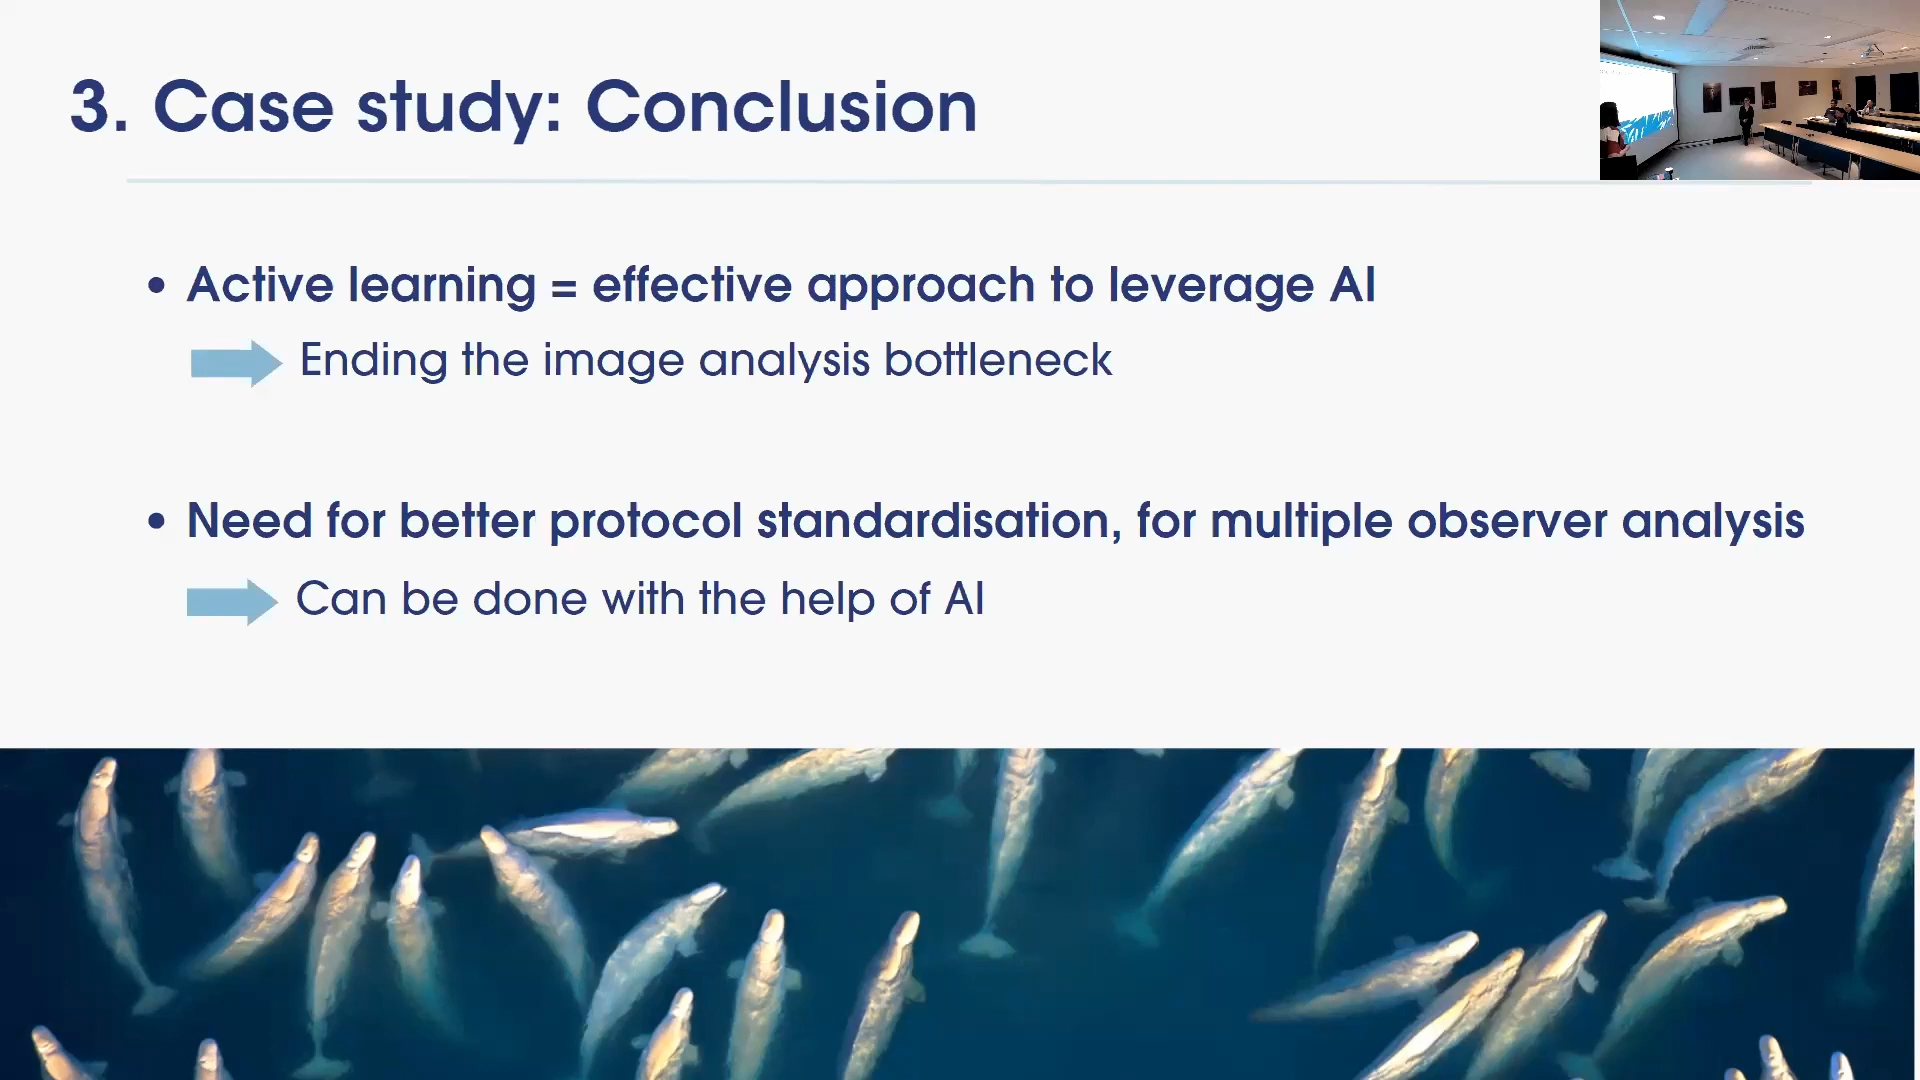 3. Case study: Conclusion
• Active learning = effective approach to leverage AI
Ending the image analysis bottleneck
• Need for better protocol standardisation, for multiple observer analysis
Can be done with the help of AI